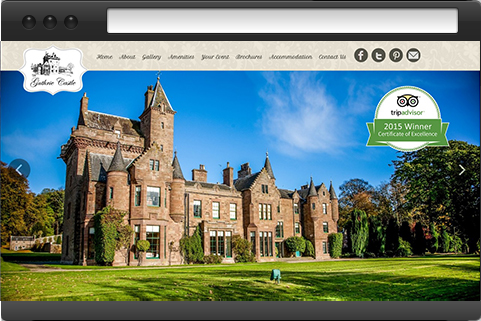 Guthrie Castle
Home About Gallery Amenities Your Event Brochures Accommodation Contact Us
tripadvisor
2015 Winner
Certificate of Excellence